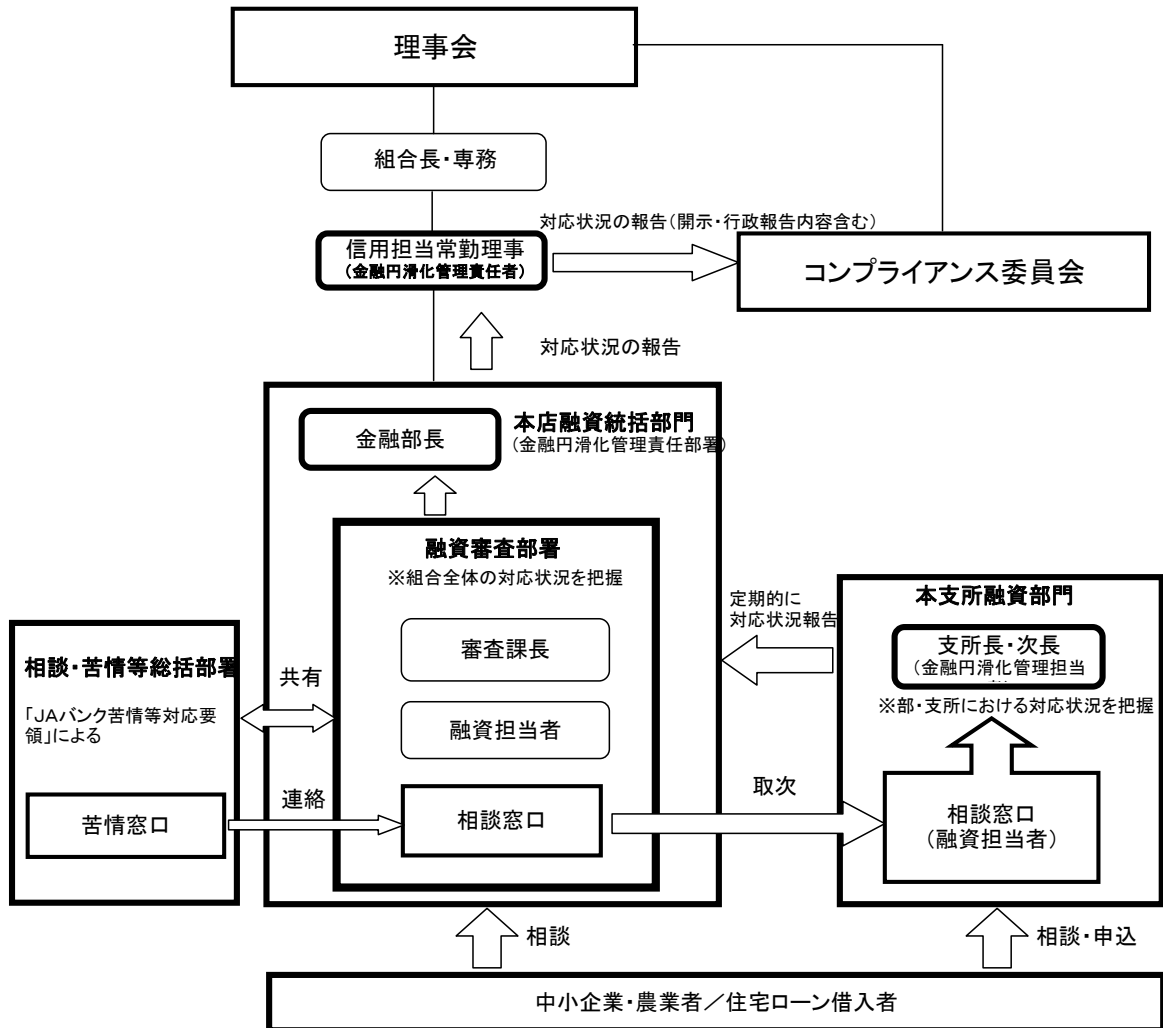 理事会
組合長・専務
対応状況の報告(開示・行政報告内容含む)
信用担当常勤理事
(金融円滑化管理責任者)
コンプライアンス委員会
対応状況の報告
本店融資統括部門
(金融円滑化管理責任部署)
金融部長
融資審査部署
※組合全体の対応状況を把握
審査課長
融資担当者
相談窓口
定期的に
対応状況報告
本支所融資部門
支所長・次長
(金融円滑化管理担当
※部・支所における対応状況を把握
相談窓口
(融資担当者)
相談・苦情等総括部署
「JAバンク苦情等対応要
領」による
苦情窓口
共有
連絡
取次
相談
相談・申込
中小企業・農業者/住宅ローン借入者